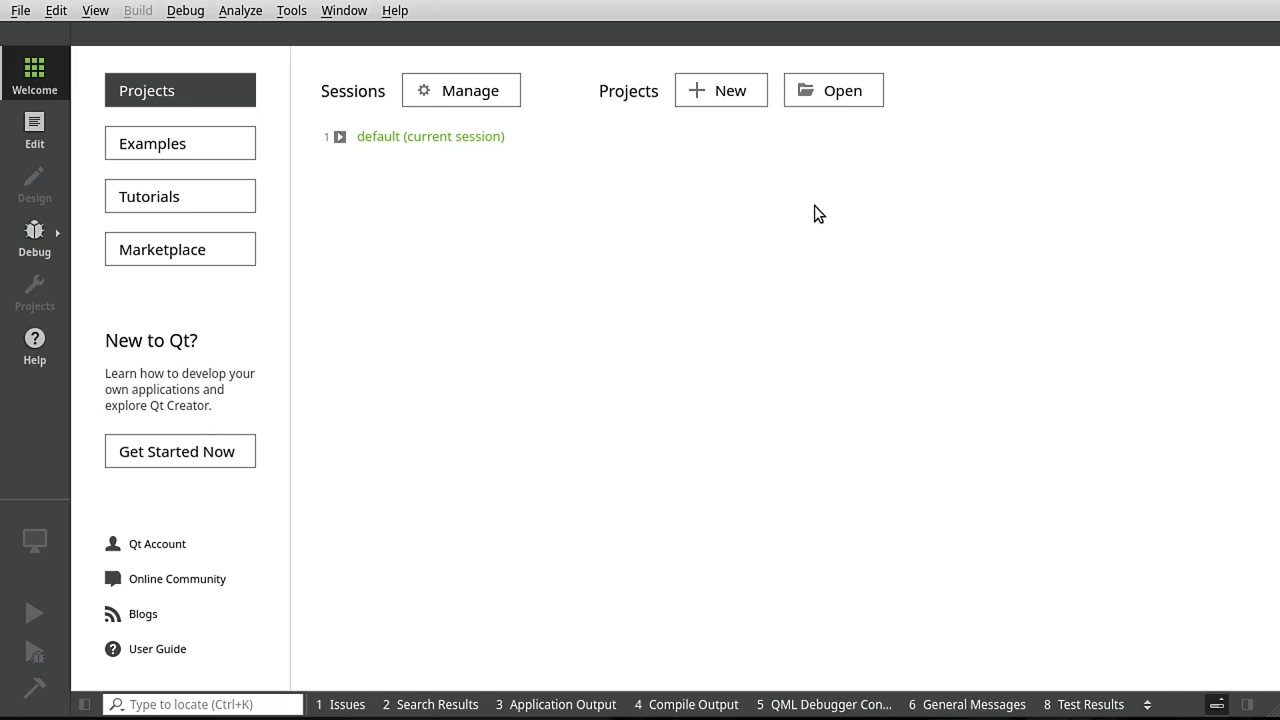 File Edit View Build Debug Analyze Tools Window Help
Welcome
Edit
Design
Debug
Projects
Help
Projects
Examples
Tutorials
Marketplace
New to Qt?
Learn how to develop your
own applications and
explore Qt Creator.
Get Started Now
Qt Account
Online Community
Blogs
User Guide
Sessions Manage Projects New Open
1 default (current session)
Type to locate (Ctrl+K) 1 Issues 2 Search Results 3 Application Output 4 Compile Output 5 QML Debugger Con... 6 General Messages 8 Test Results